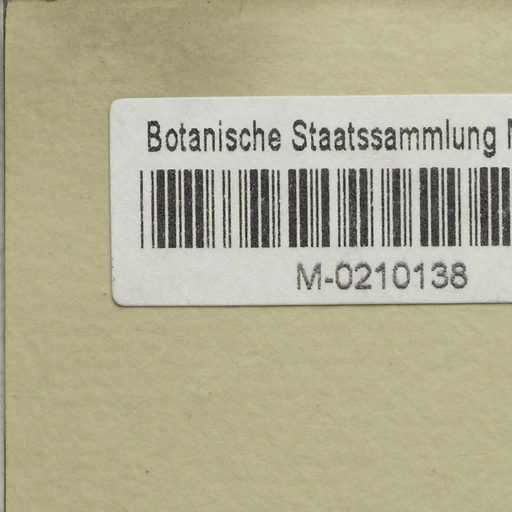 Botanische Staatssammlung
M-0210138